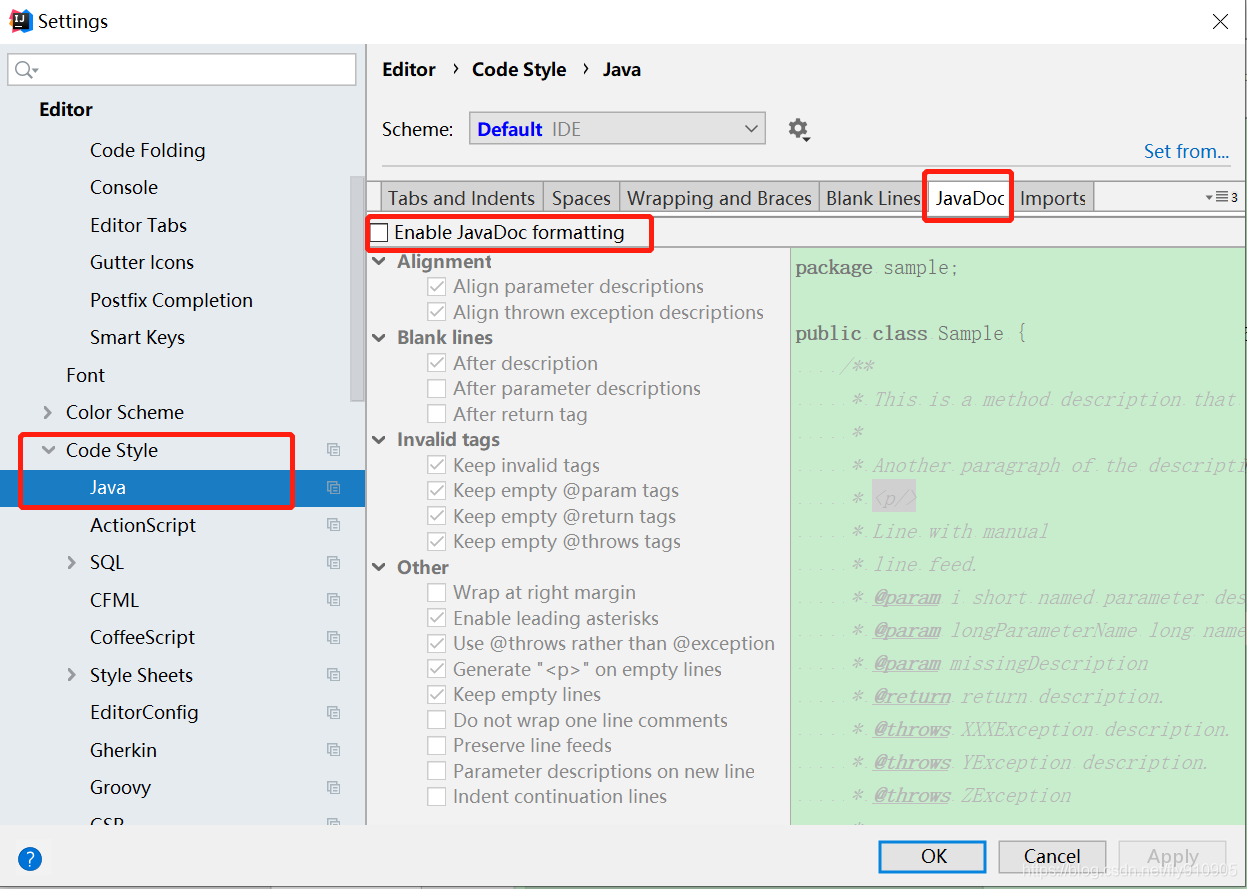 Settings
Editor
Code Folding
Console
Editor Tabs
Gutter Icons
Postfix Completion
Smart Keys
Font
Color Scheme
Code Style
Java
ActionScript
SQL
CFML
CoffeeScript
Style Sheets
EditorConfig
Gherkin
Groovy
GSP
Editor › Code Style › Java
Scheme: Default IDE
Set from...
Tabs and Indents Spaces Wrapping and Braces Blank Lines JavaDoc Imports 3
Enable JavaDoc formatting
Alignment
Align parameter descriptions
Align thrown exception descriptions
Blank lines
After description
After parameter descriptions
After return tag
Invalid tags
Keep invalid tags
Keep empty @param tags
Keep empty @return tags
Keep empty @throws tags
Other
Wrap at right margin
Enable leading asterisks
Use @throws rather than @exception
Generate "<p>" on empty lines
Keep empty lines
Do not wrap one line comments
Preserve line feeds
Parameter descriptions on new line
Indent continuation lines
package sample;
public class Sample {
/**
* This is a method description that
*
* Another paragraph of the descripti
* <p/>
* Line with manual
* line feed.
* @param i short named parameter des
* @param longParameterName long name
* @param missingDescription
* @return return description.
* @throws XXXException description.
* @throws YException description.
* @throws ZException
?
OK Cancel Apply
https://blog.csdn.net/lly910905